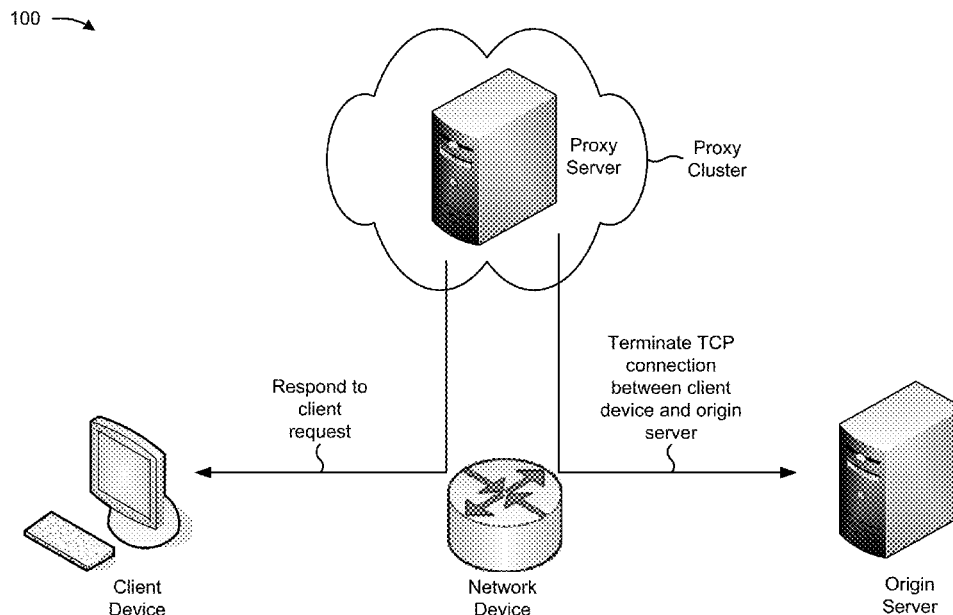 100
Proxy
Server
Proxy
Cluster
Terminate TCP
connection
between client
device and origin
server
Respond to
client
request
Client
Device
Network
Device
Origin
Server